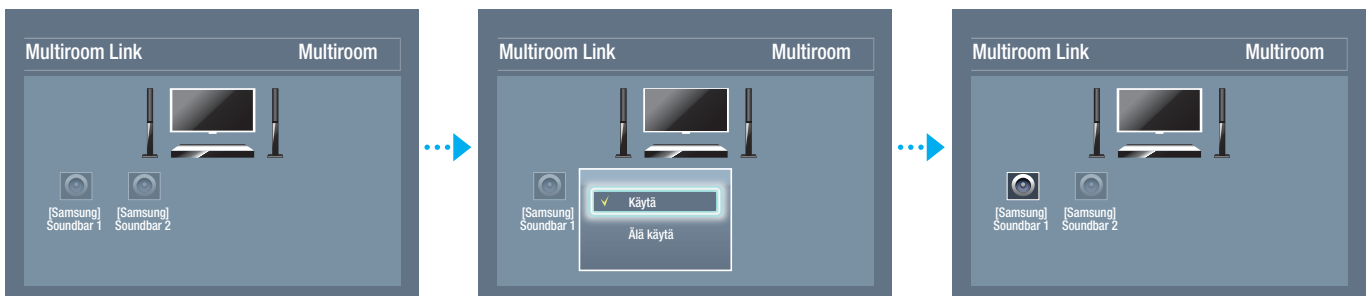 Multiroom Link Multiroom
[Samsung] [Samsung]
Soundbar 1 Soundbar 2
Multiroom Link Multiroom
[Samsung]
Soundbar 1
Käytä
Älä käytä
Multiroom Link Multiroom
[Samsung] [Samsung]
Soundbar 1 Soundbar 2